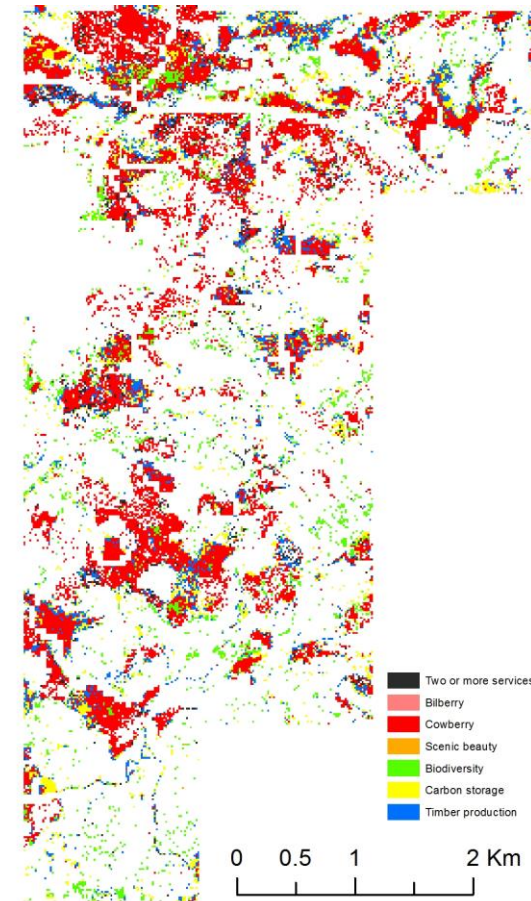 Two or more services
Bilberry
Cowberry
Scenic beauty
Biodiversity
Carbon storage
Timber production
0 0.5 1 2 Km